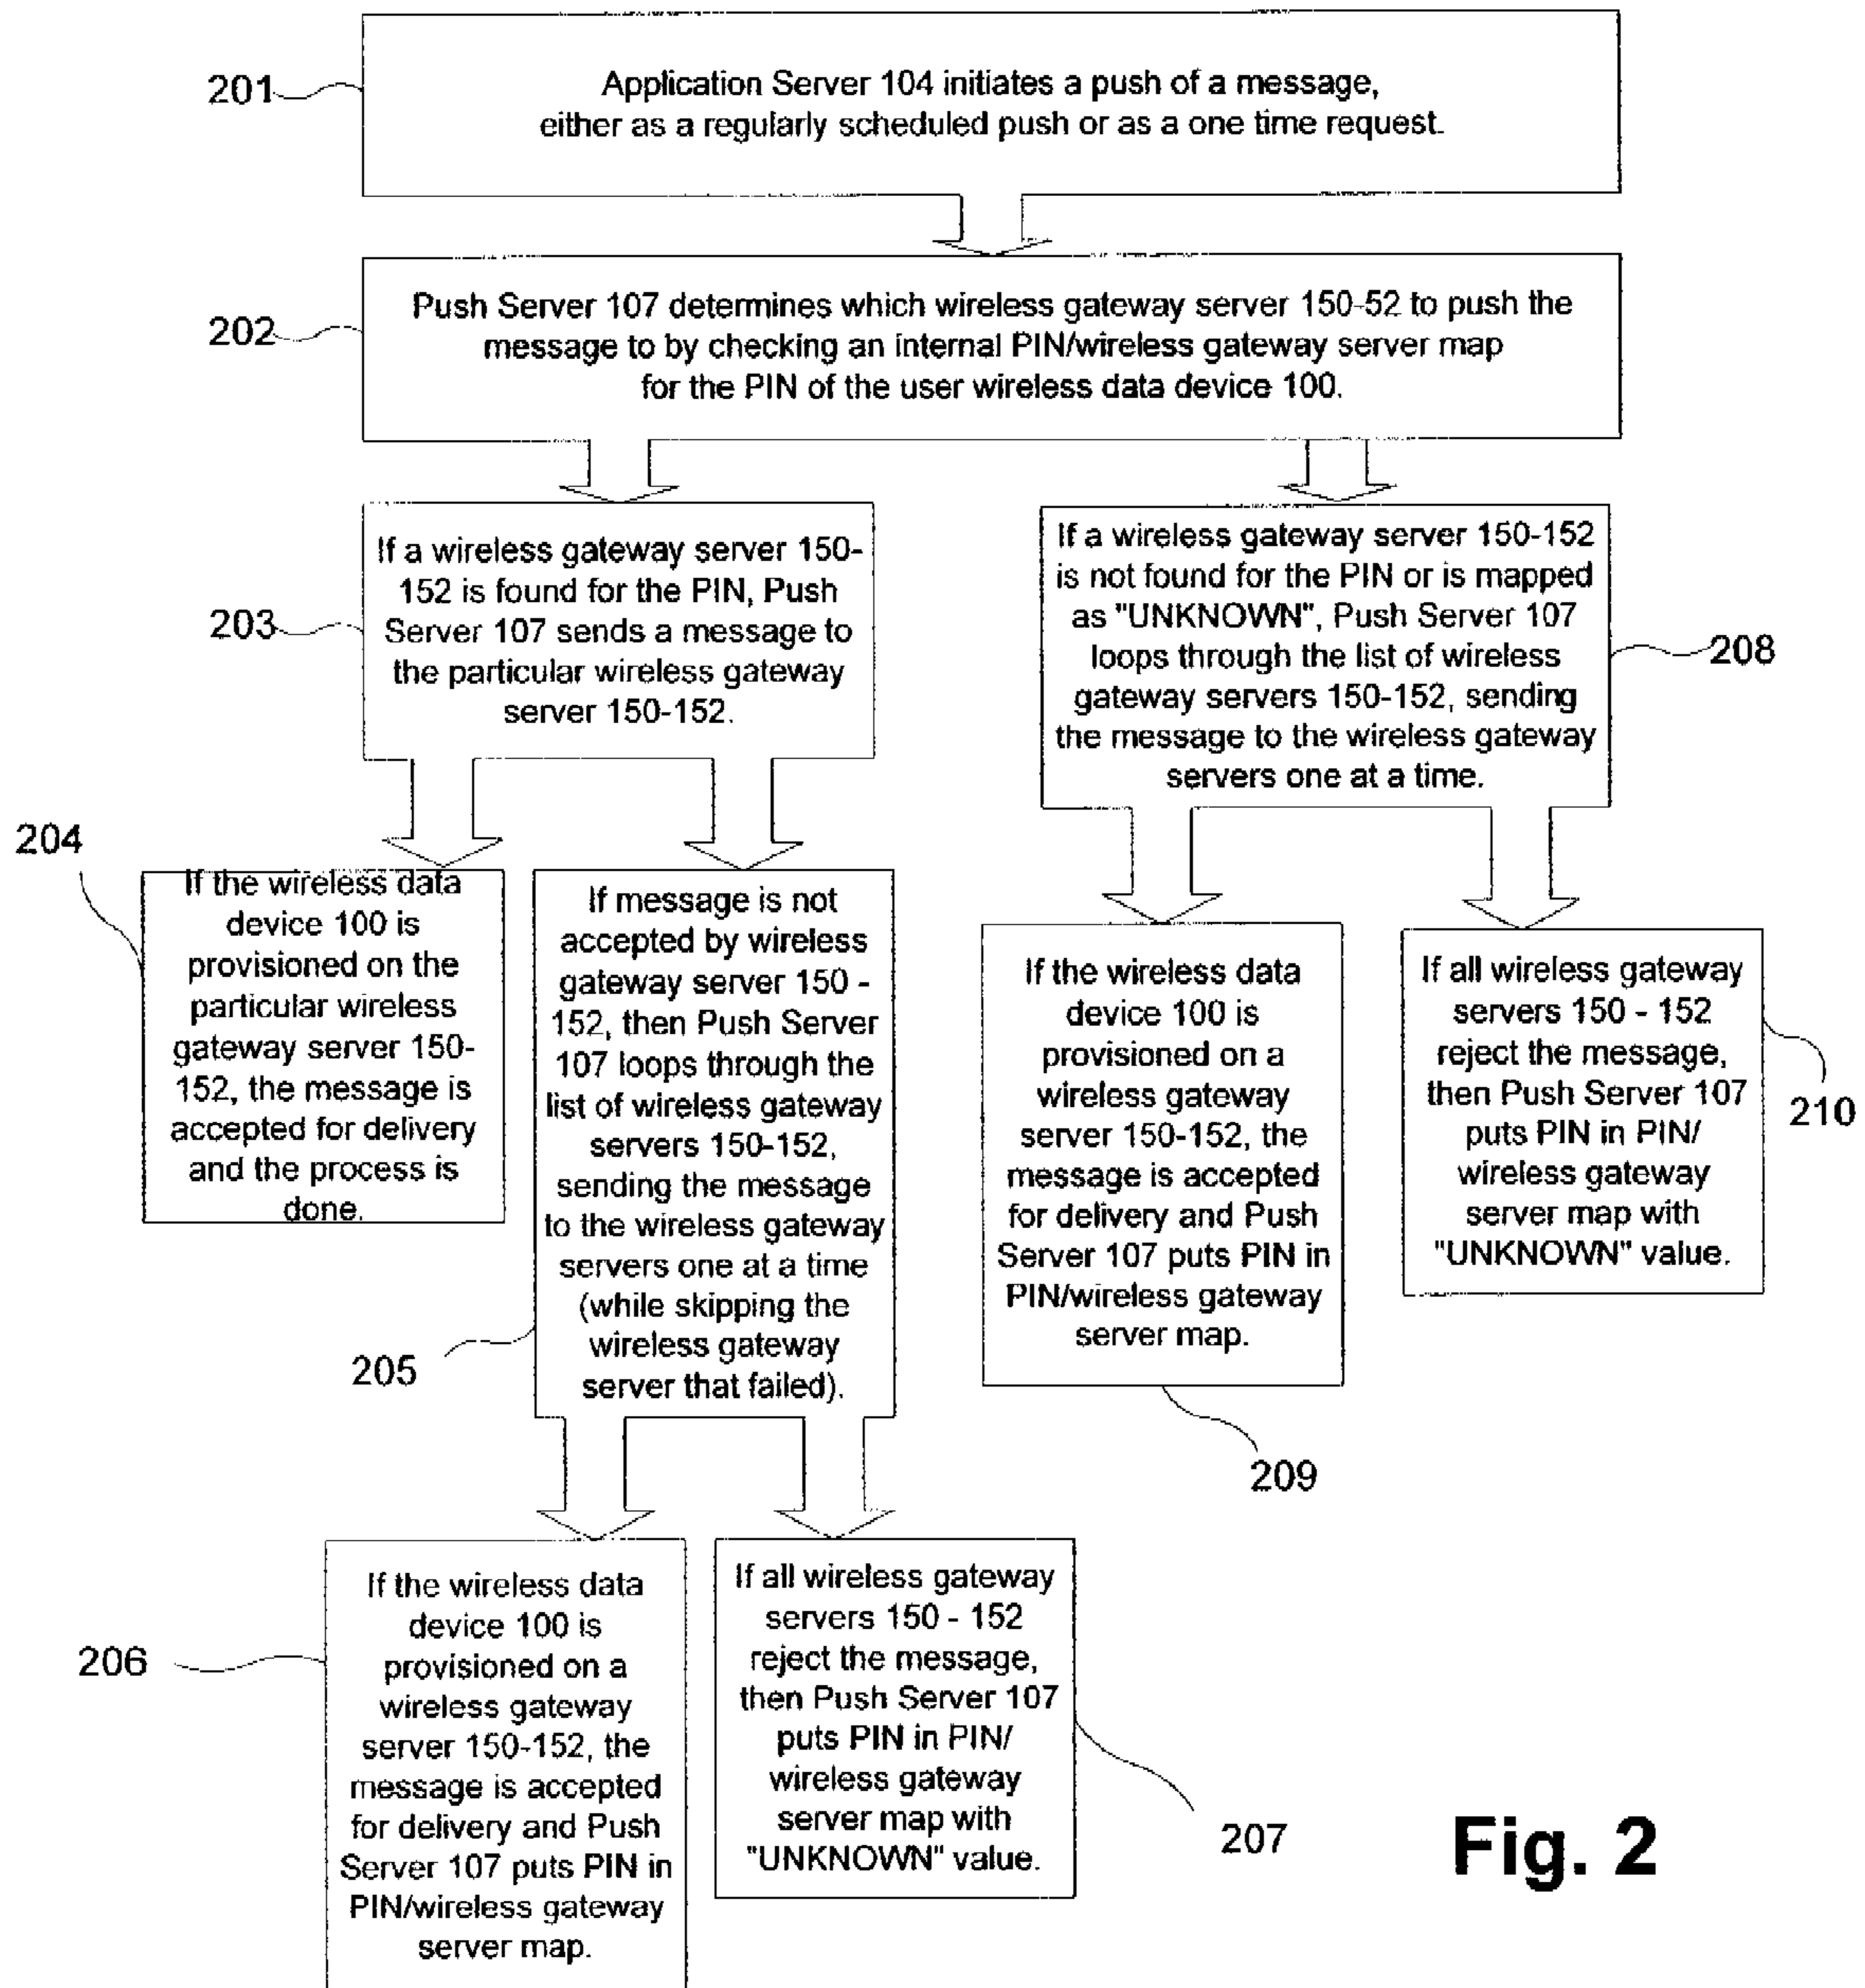 201
Application Server 104 initiates a push of a message,
either as a regularly scheduled push or as a one time request.
202
Push Server 107 determines which wireless gateway server 150-52 to push the
message to by checking an internal PIN/wireless gateway server map
for the PIN of the user wireless data device 100.
203
If a wireless gateway server 150-
152 is found for the PIN, Push
Server 107 sends a message to
the particular wireless gateway
server 150-152.
If a wireless gateway server 150-152
is not found for the PIN or is mapped
as "UNKNOWN", Push Server 107
loops through the list of wireless
gateway servers 150-152, sending
the message to the wireless gateway
servers one at a time.
208
204
If the wireless data
device 100 is
provisioned on the
particular wireless
gateway server 150-
152, the message is
accepted for delivery
and the process is
done.
If message is not
accepted by wireless
gateway server 150 -
152, then Push Server
107 loops through the
list of wireless gateway
servers 150-152,
sending the message
to the wireless gateway
servers one at a time
(while skipping the
wireless gateway
server that failed).
205
If the wireless data
device 100 is
provisioned on a
wireless gateway
server 150-152, the
message is accepted
for delivery and Push
Server 107 puts PIN in
PIN/wireless gateway
server map.
209
If all wireless gateway
servers 150 - 152
reject the message,
then Push Server 107
puts PIN in PIN/
wireless gateway
server map with
"UNKNOWN" value.
210
206
If the wireless data
device 100 is
provisioned on a
wireless gateway
server 150-152, the
message is accepted
for delivery and Push
Server 107 puts PIN in
PIN/wireless gateway
server map.
If all wireless gateway
servers 150 - 152
reject the message,
then Push Server 107
puts PIN in PIN/
wireless gateway
server map with
"UNKNOWN" value.
207
Fig. 2